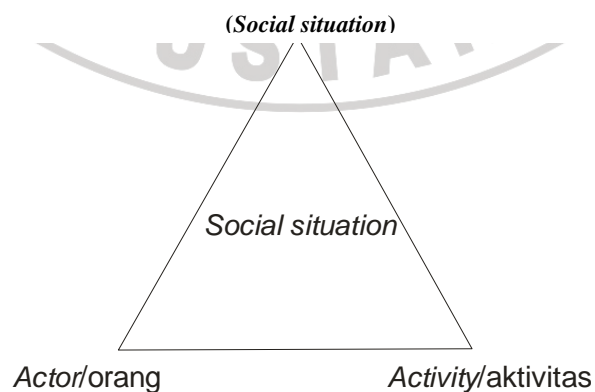 (Social situation)
Social situation
Actor/orang
Activity/aktivitas